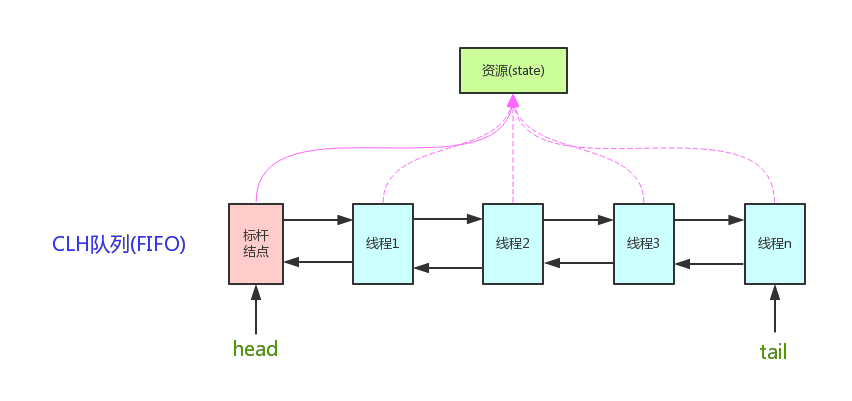 资源(state)
CLH队列(FIFO)
标杆
结点
线程1
线程2
线程3
线程n
head
tail